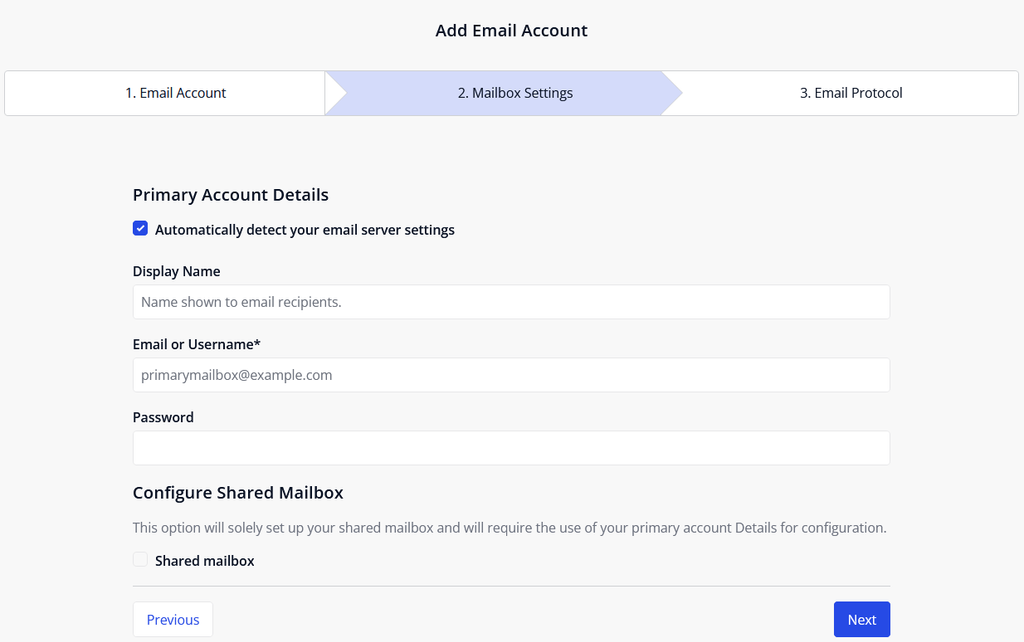 Add Email Account
1. Email Account
2. Mailbox Settings
3. Email Protocol
Primary Account Details
Automatically detect your email server settings
Display Name
Name shown to email recipients.
Email or Username*
primarymailbox@example.com
Password
Configure Shared Mailbox
This option will solely set up your shared mailbox and will require the use of your primary account Details for configuration.
Shared mailbox
Previous
Next